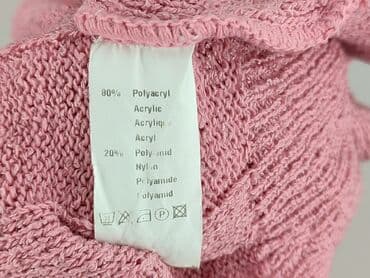 80% Polyacryl
Acrylic
Acrylique
Acryl
20% Polyamid
Nylon
Polyamide
Polyamid
P